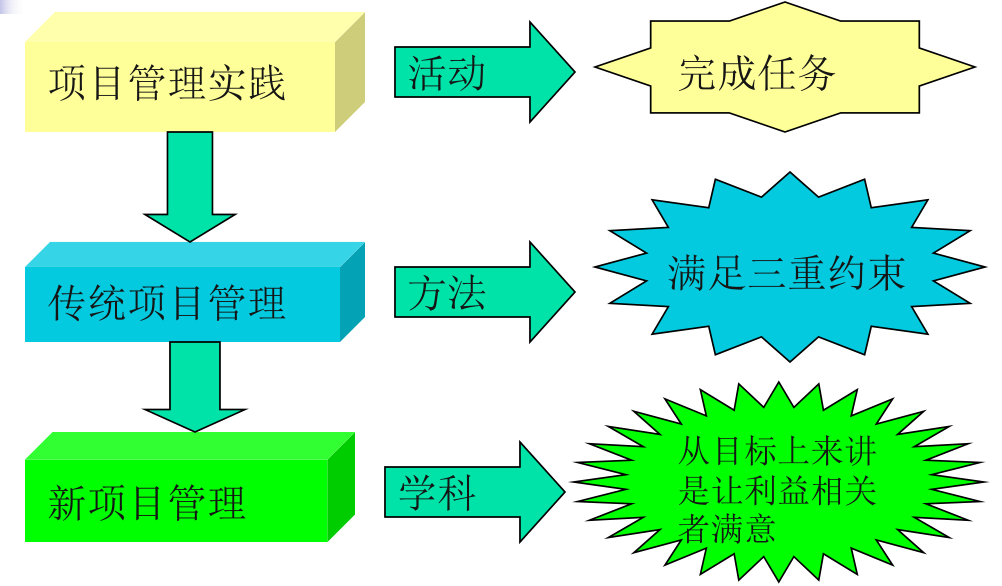 项目管理实践
活动
完成任务
传统项目管理
方法
满足三重约束
新项目管理
学科
从目标上来讲
是让利益相关
者满意